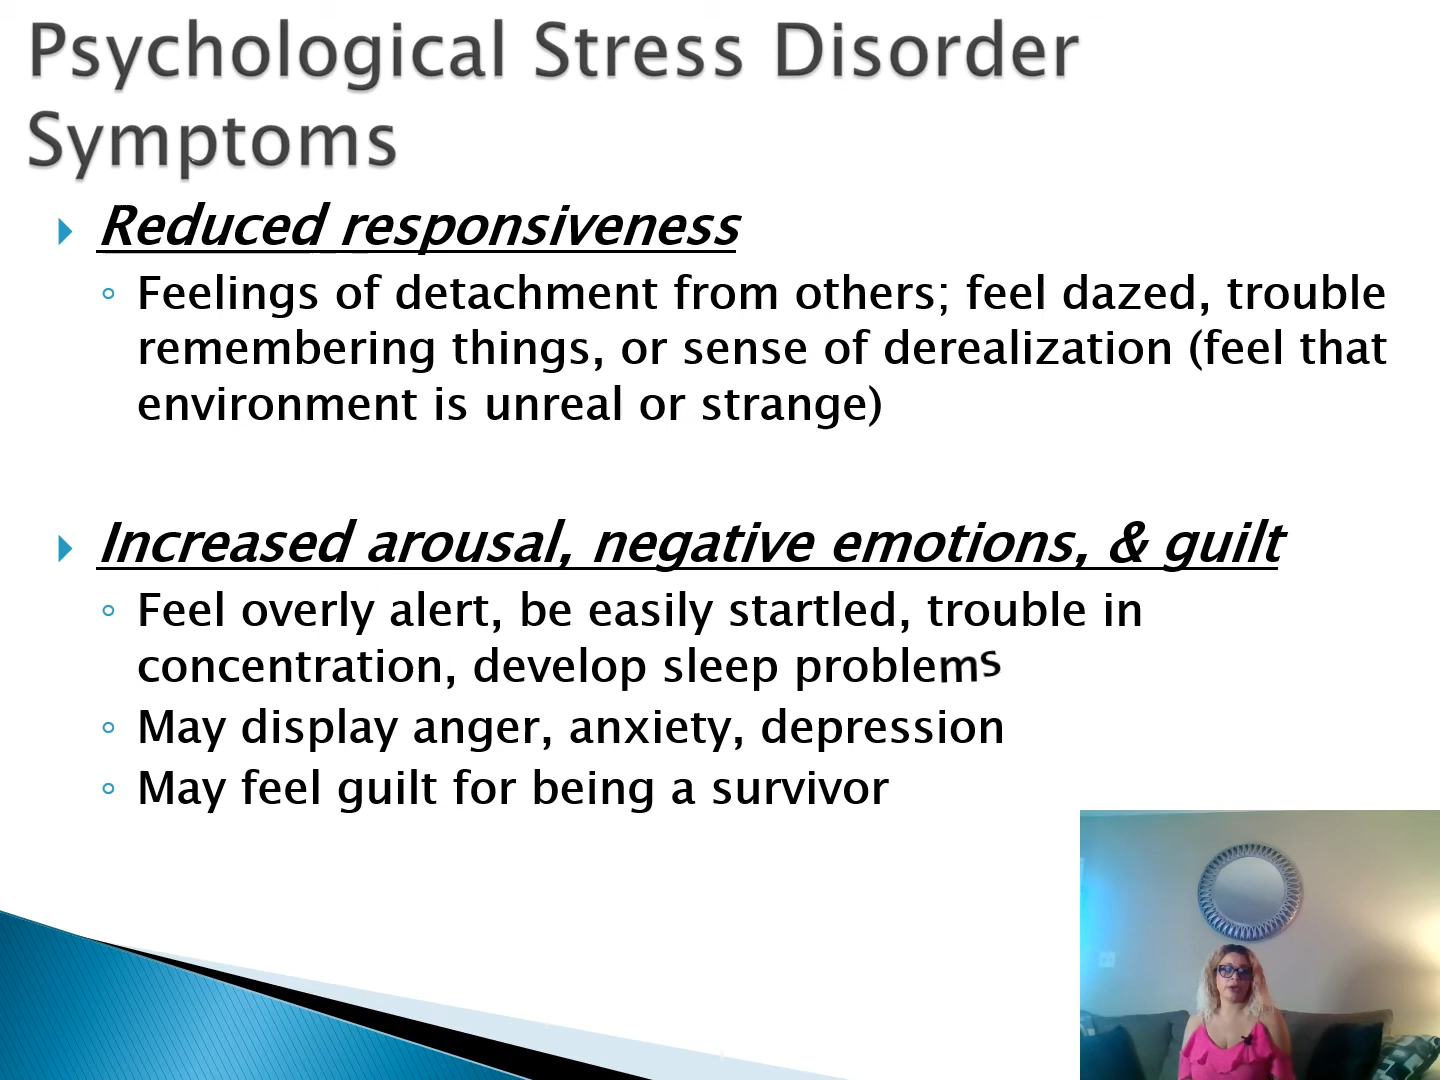 Psychological Stress Disorder
Symptoms
Reduced responsiveness
Feelings of detachment from others; feel dazed, trouble
remembering things, or sense of derealization (feel that
environment is unreal or strange)
Increased arousal, negative emotions, & guilt
Feel overly alert, be easily startled, trouble in
concentration, develop sleep problems
May display anger, anxiety, depression
May feel guilt for being a survivor